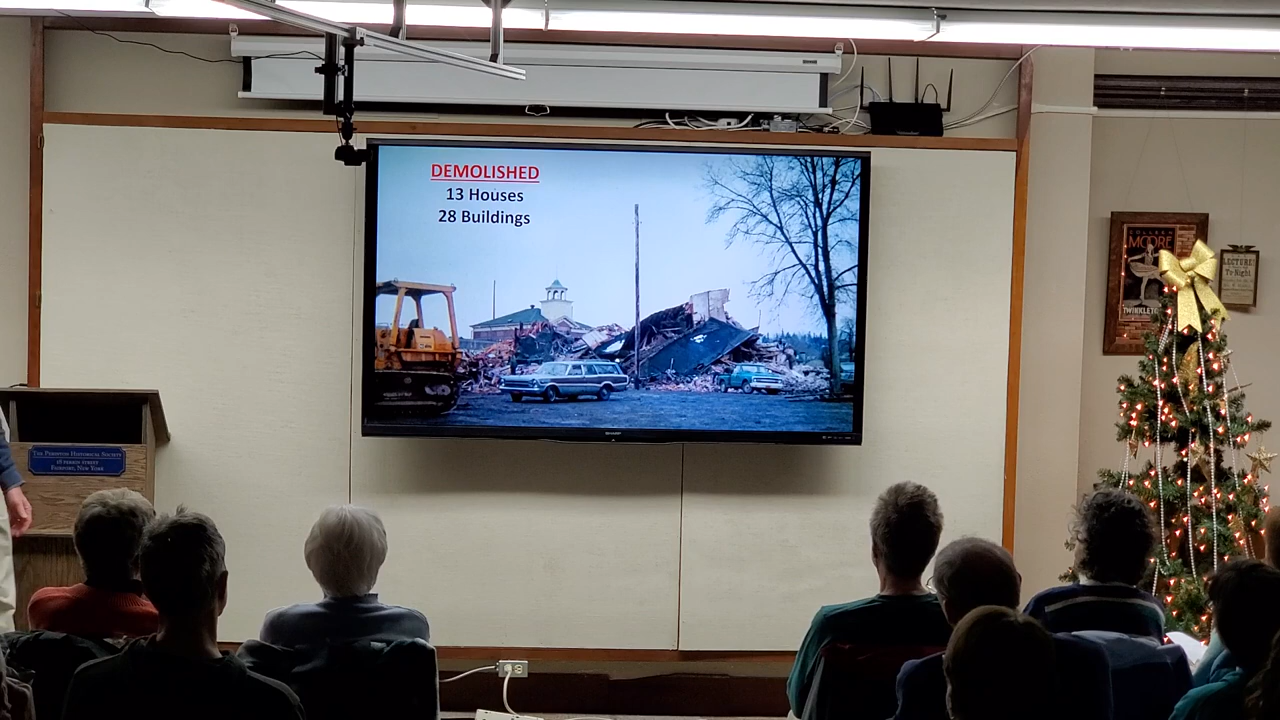 DEMOLISHED
13 Houses
28 Buildings
SHARP
The Perinton Historical Society
18 Perrin Street
Fairport, New York
COLLEEN
MOORE
LECTURE
To-Night